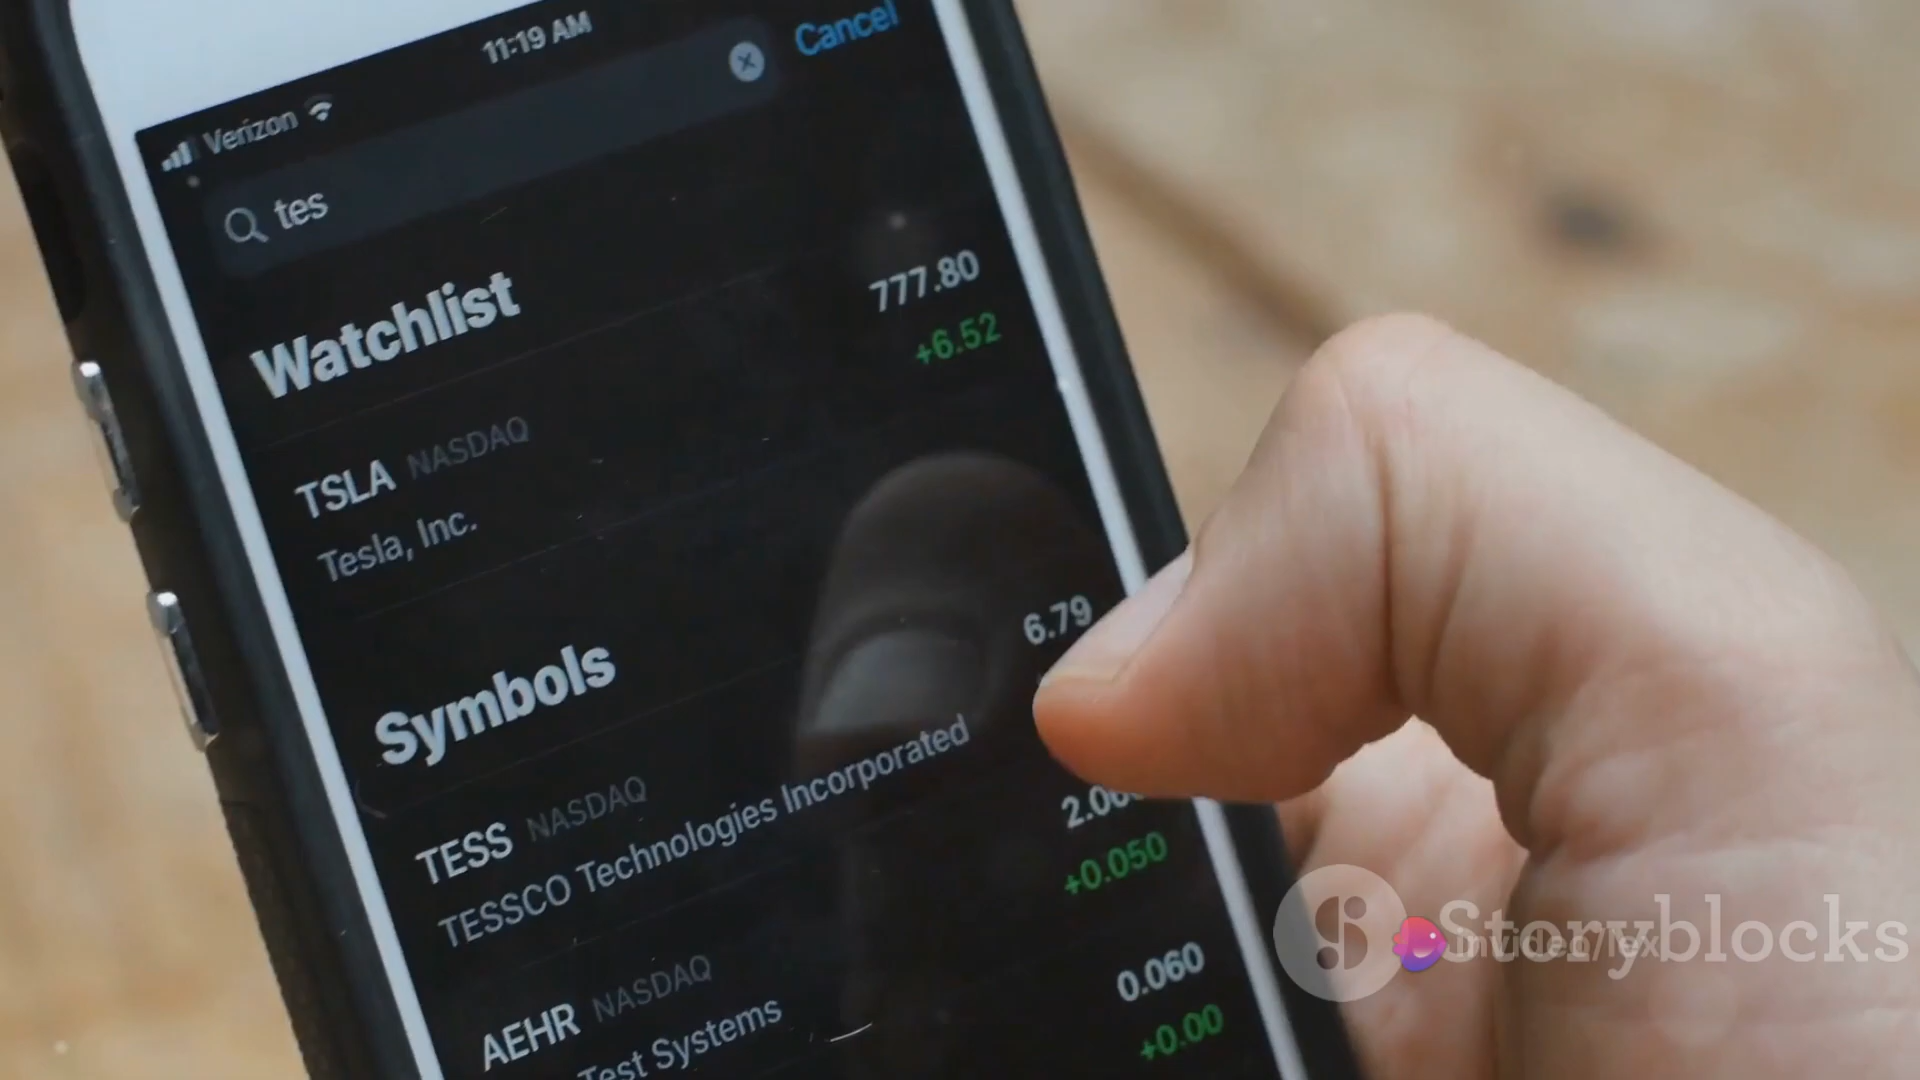 11:19 AM
Cancel
Verizon
tes
Watchlist
777.80
+6.52
TSLA NASDAQ
Tesla, Inc.
Symbols
6.79
TESS NASDAQ
TESSCO Technologies Incorporated
+0.050
AEHR NASDAQ
Test Systems
0.060
+0.00
Storyblocks